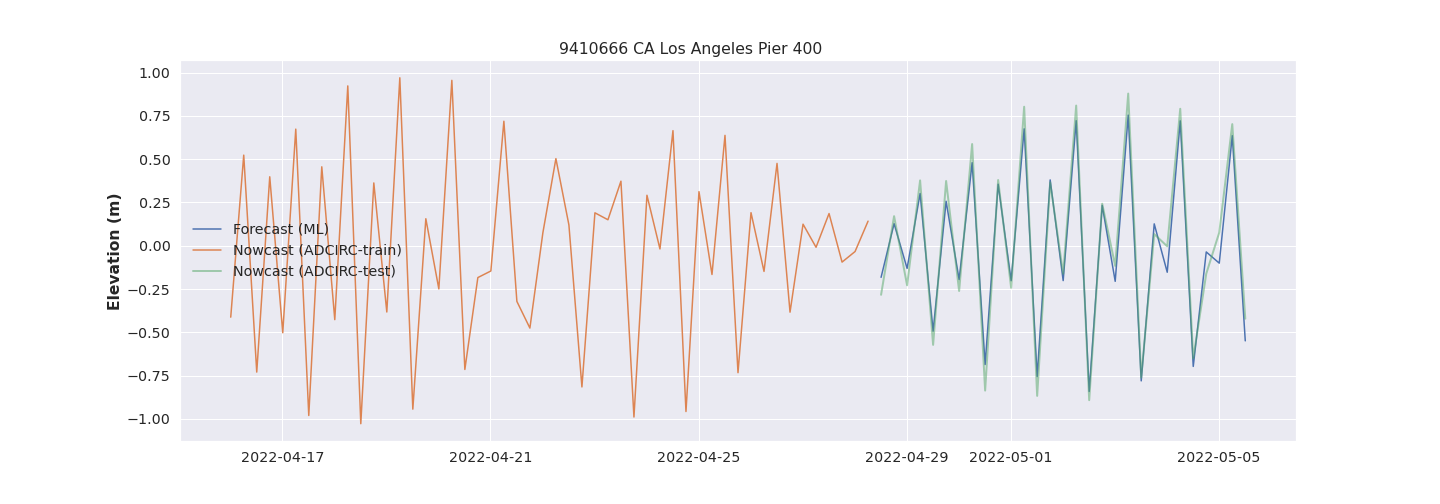 9410666 CA Los Angeles Pier 400
Elevation (m)
1.00
0.75
0.50
0.25
0.00
−0.25
−0.50
−0.75
−1.00
Forecast (ML)
Nowcast (ADCIRC-train)
Nowcast (ADCIRC-test)
2022-04-17 2022-04-21 2022-04-25 2022-04-29 2022-05-01 2022-05-05